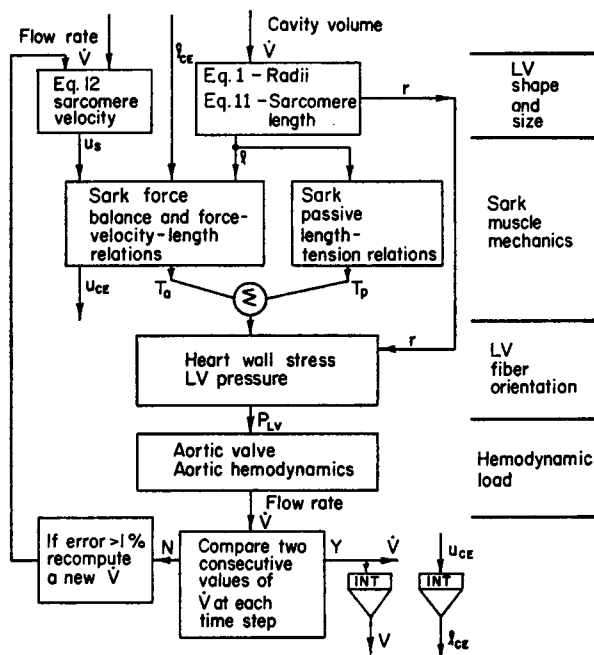 Flow rate
V̇
ℓCE
Cavity volume
V̇
Eq. 12
sarcomere
velocity
Eq. 1 – Radii
Eq. 11 – Sarcomere
length
r
LV
shape
and
size
us
ℓ
Sark force
balance and force-
velocity-length
relations
Sark
passive
length-
tension relations
Sark
muscle
mechanics
uCE
Ta
Σ
Tp
r
Heart wall stress
LV pressure
LV
fiber
orientation
PLV
Aortic valve
Aortic hemodynamics
Hemodynamic
load
Flow rate
V̇
If error >1%
recompute
a new V̇
N
Compare two
consecutive
values of
V̇ at each
time step
Y
V̇
INT
V
uCE
INT
ℓCE